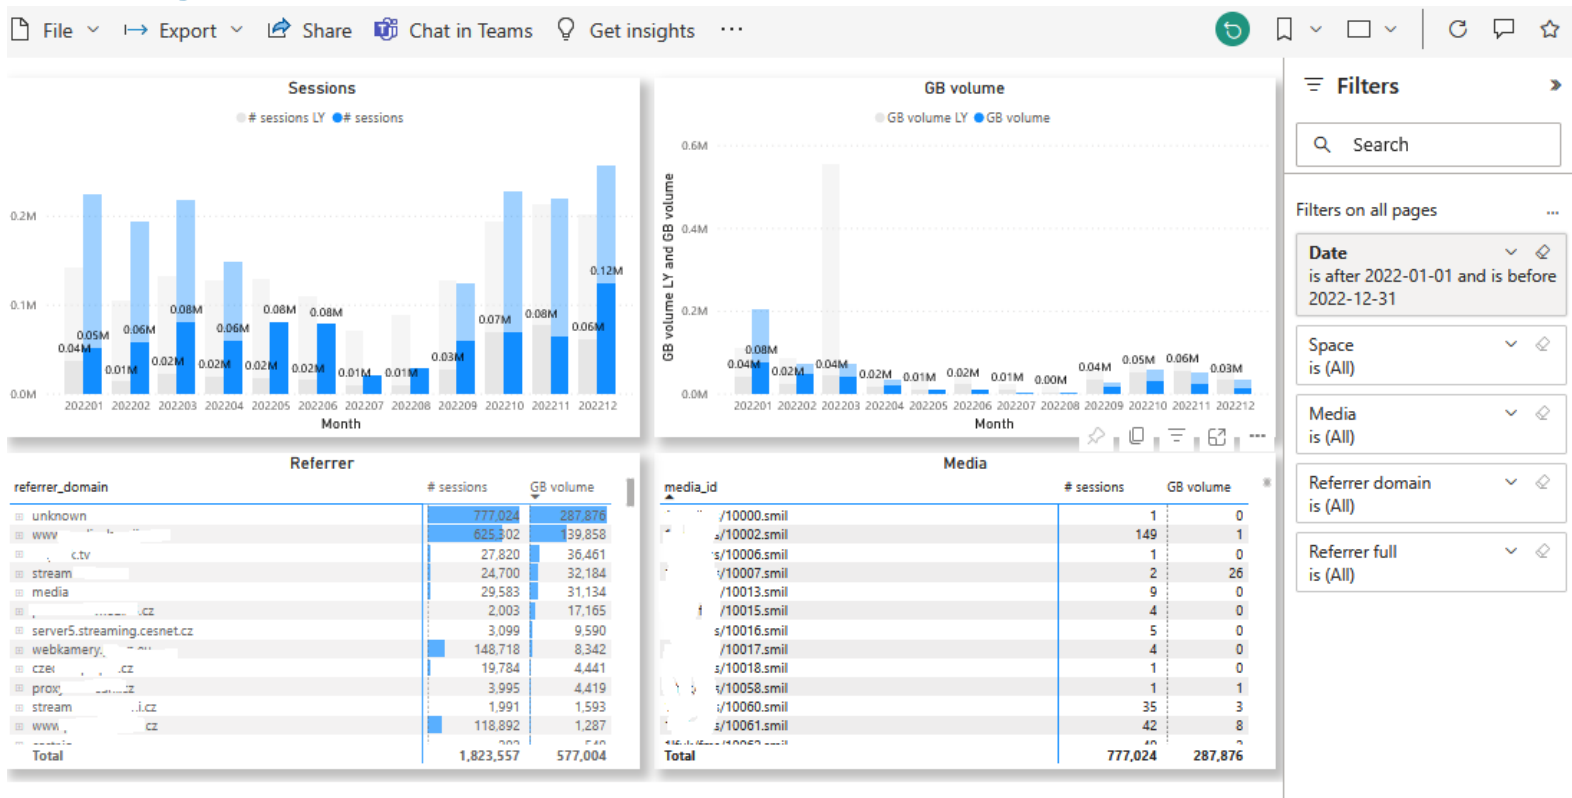 File Export Share Chat in Teams Get insights ...
Sessions
# sessions LY # sessions
0.2M
0.1M
0.0M
0.04M 0.05M 0.01M 0.06M 0.02M 0.08M 0.02M 0.06M 0.02M 0.08M 0.02M 0.08M 0.01M 0.01M 0.03M 0.07M 0.08M 0.06M 0.12M
202201 202202 202203 202204 202205 202206 202207 202208 202209 202210 202211 202212
Month
GB volume
GB volume LY GB volume
GB volume LY and GB volume
0.6M
0.4M
0.2M
0.0M
0.04M 0.08M 0.02M 0.04M 0.02M 0.01M 0.02M 0.01M 0.00M 0.04M 0.05M 0.06M 0.03M
202201 202202 202203 202204 202205 202206 202207 202208 202209 202210 202211 202212
Month
Referrer
referrer_domain # sessions GB volume
unknown 777,024 287,876
www 625,302 139,858
c.tv 27,820 36,461
stream 24,700 32,184
media 29,583 31,134
.cz 2,003 17,165
server5.streaming.cesnet.cz 3,099 9,590
webkamery. 148,718 8,342
.cz 19,784 4,441
3,995 4,419
stream i.cz 1,991 1,593
www cz 118,892 1,287
Total 1,823,557 577,004
Media
media_id # sessions GB volume
/10000.smil 1 0
/10002.smil 149 1
s/10006.smil 1 0
/10007.smil 2 26
/10013.smil 9 0
/10015.smil 4 0
s/10016.smil 5 0
/10017.smil 4 0
s/10018.smil 1 0
s/10058.smil 1 1
s/10060.smil 35 3
s/10061.smil 42 8
Total 777,024 287,876
Filters
Search
Filters on all pages ...
Date
is after 2022-01-01 and is before
2022-12-31
Space
is (All)
Media
is (All)
Referrer domain
is (All)
Referrer full
is (All)